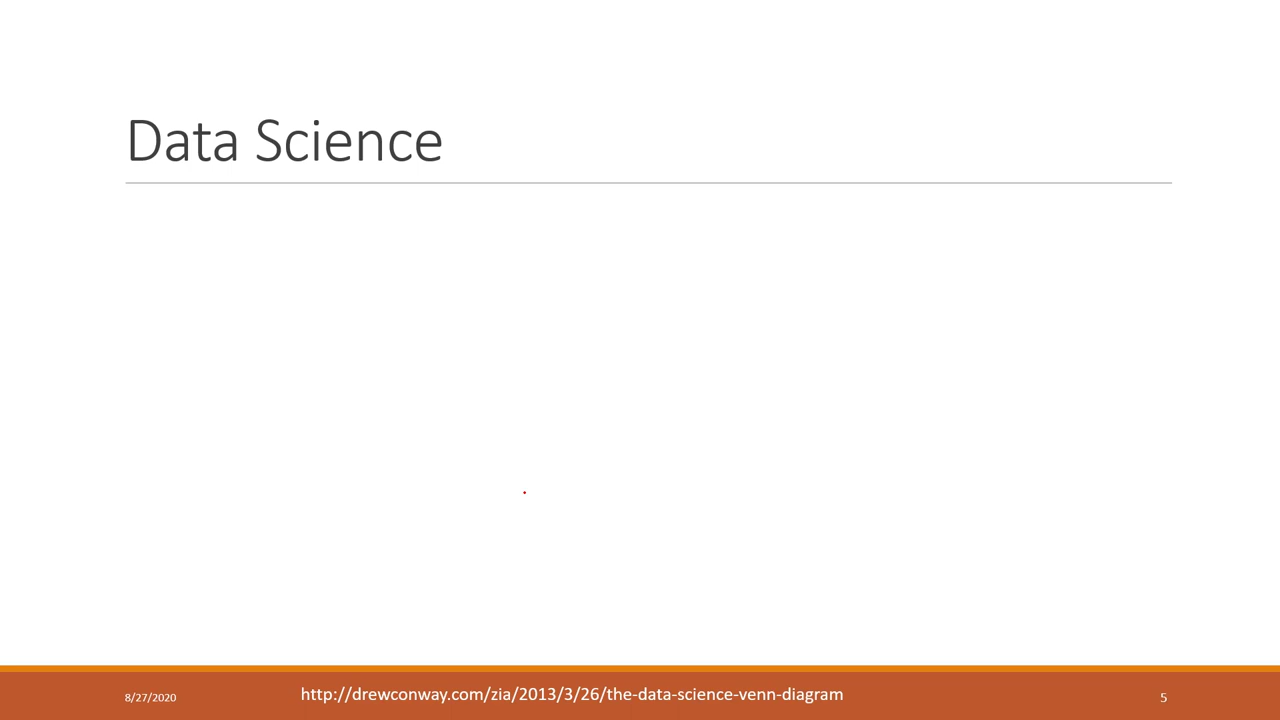 Data Science
8/27/2020
http://drewconway.com/zia/2013/3/26/the-data-science-venn-diagram
5